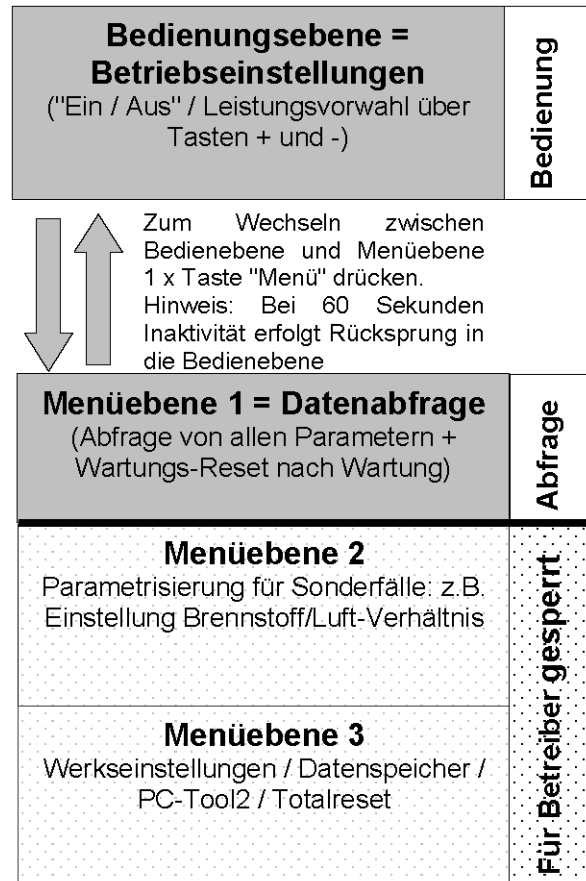 Bedienungsebene =
Betriebseinstellungen
("Ein / Aus" / Leistungsvorwahl über
Tasten + und -)
Bedienung
Zum Wechseln zwischen
Bedienebene und Menüebene
1 x Taste "Menü" drücken.
Hinweis: Bei 60 Sekunden
Inaktivität erfolgt Rücksprung in
die Bedienebene
Menüebene 1 = Datenabfrage
(Abfrage von allen Parametern +
Wartungs-Reset nach Wartung)
Abfrage
Menüebene 2
Parametrisierung für Sonderfälle: z.B.
Einstellung Brennstoff/Luft-Verhältnis
Menüebene 3
Werkseinstellungen / Datenspeicher /
PC-Tool2 / Totalreset
Für Betreiber gesperrt